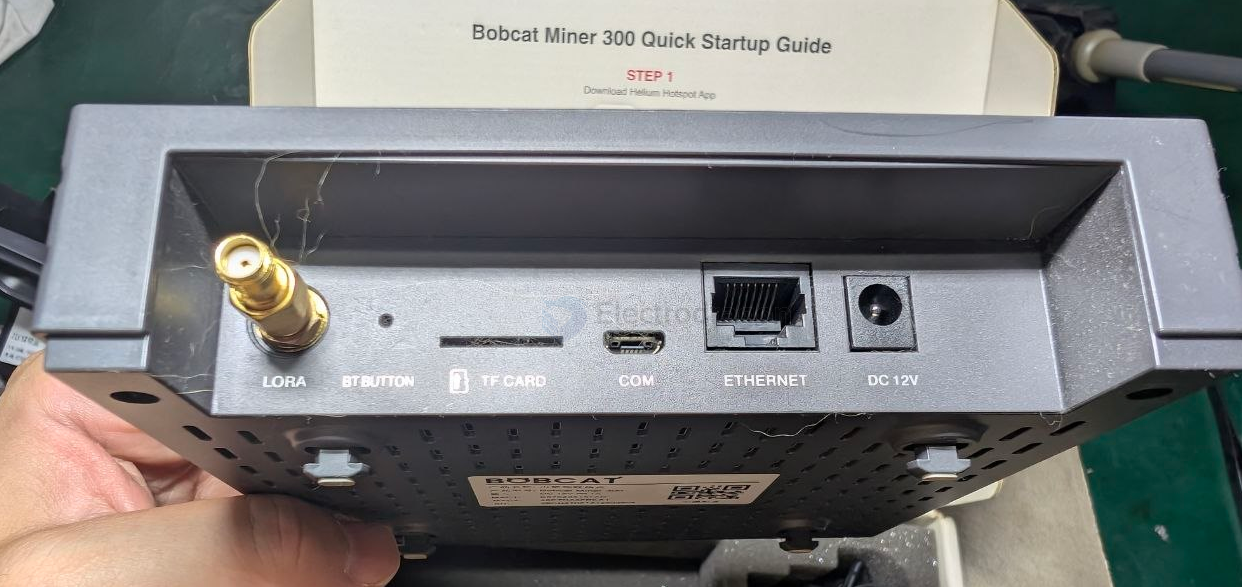 Bobcat Miner 300 Quick Startup Guide
STEP 1
Download Helium Hotspot App
LORA
BT BUTTON
TF CARD
COM
ETHERNET
DC 12V
BOBCAT